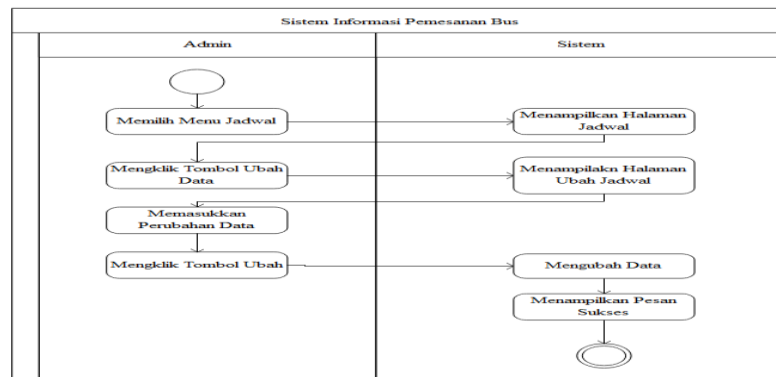 Sistem Informasi Pemesanan Bus
Admin
Sistem
Memilih Menu Jadwal
Menampilkan Halaman
Jadwal
Mengklik Tombol Ubah
Data
Menampilakn Halaman
Ubah Jadwal
Memasukkan
Perubahan Data
Mengklik Tombol Ubah
Mengubah Data
Menampilkan Pesan
Sukses